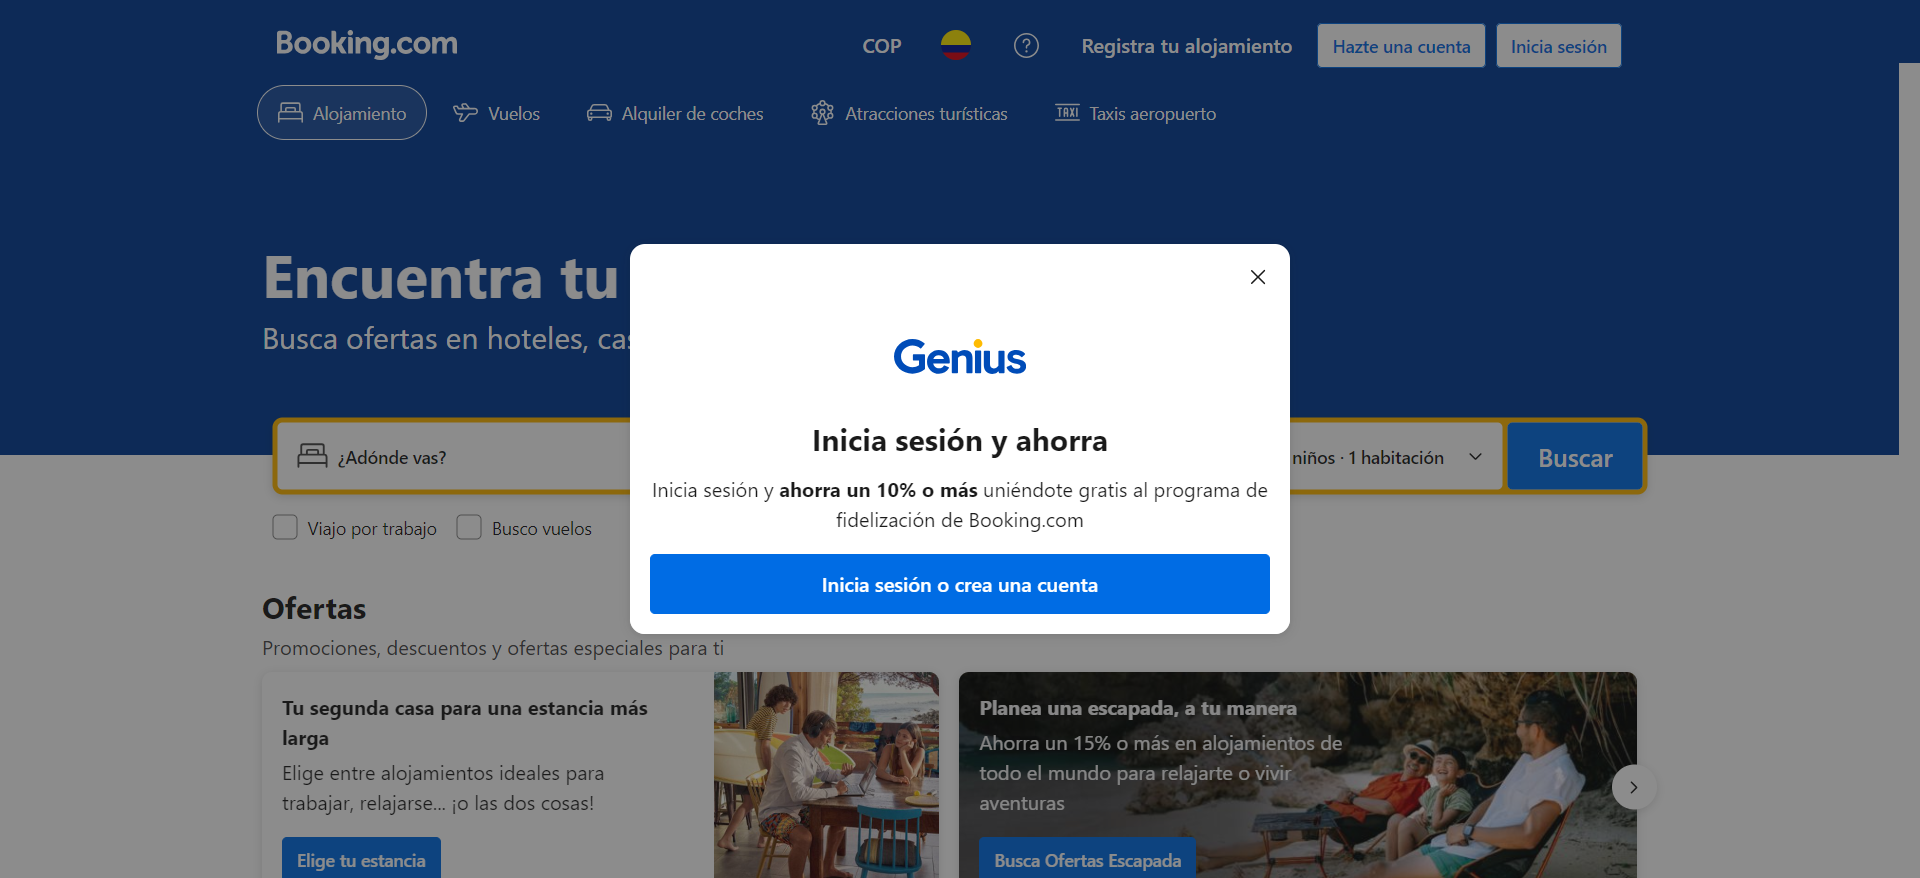 Booking.com
COP
Registra tu alojamiento
Hazte una cuenta
Inicia sesión
Alojamiento
Vuelos
Alquiler de coches
Atracciones turísticas
TAXI
Taxis aeropuerto
Encuentra tu
Busca ofertas en hoteles,
Genius
Inicia sesión y ahorra
Inicia sesión y ahorra un 10% o más uniéndote gratis al programa de
fidelización de Booking.com
Inicia sesión o crea una cuenta
¿Adónde vas?
niños · 1 habitación
Buscar
Viajo por trabajo
Busco vuelos
Ofertas
Promociones, descuentos y ofertas especiales para ti
Tu segunda casa para una estancia más
larga
Elige entre alojamientos ideales para
trabajar, relajarse... ¡o las dos cosas!
Elige tu estancia
Planea una escapada, a tu manera
Ahorra un 15% o más en alojamientos de
todo el mundo para relajarte o vivir
aventuras
Busca Ofertas Escapada